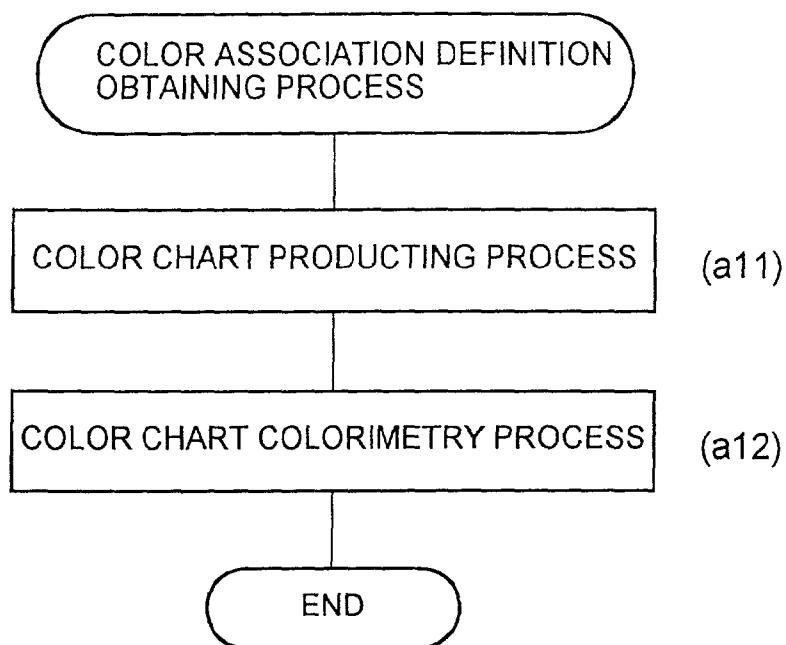 COLOR ASSOCIATION DEFINITION
OBTAINING PROCESS
COLOR CHART PRODUCTING PROCESS
(a11)
COLOR CHART COLORIMETRY PROCESS
(a12)
END